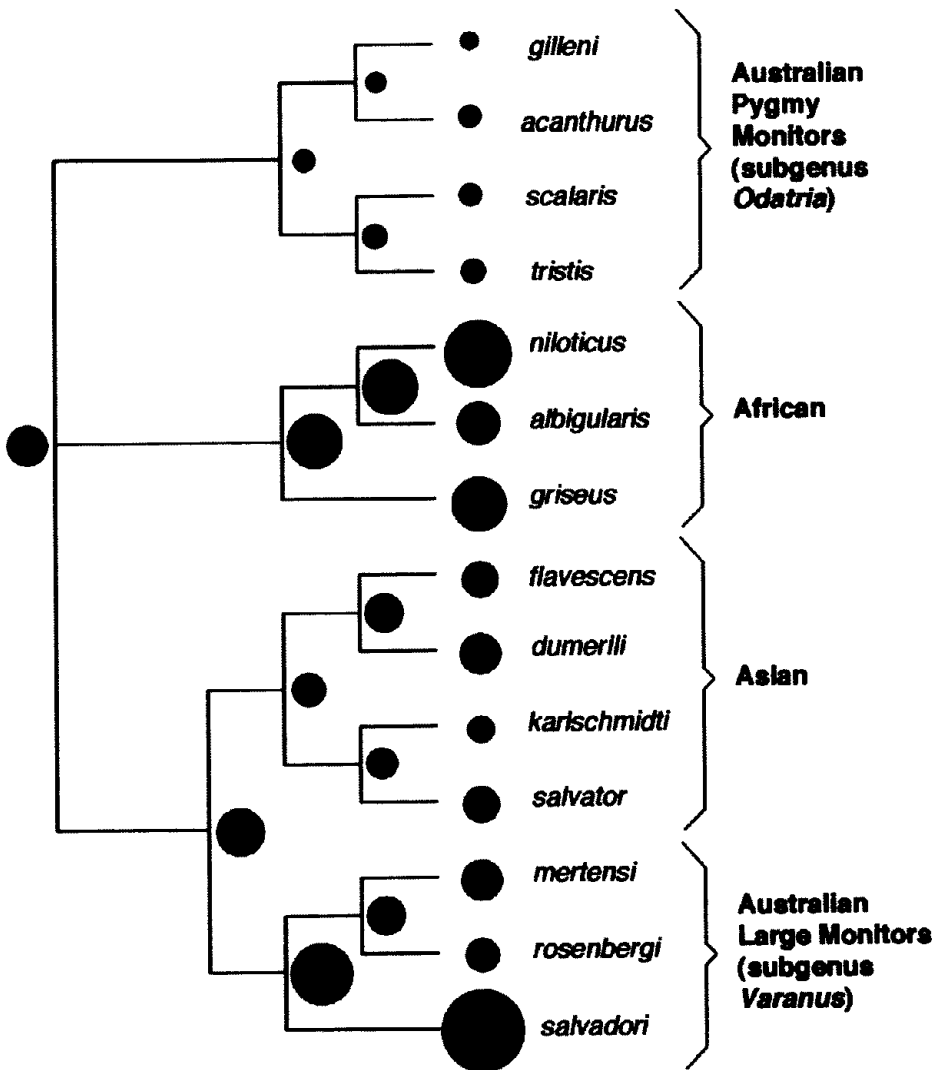 gilleni
acanthurus
scalaris
tristis
Australian
Pygmy
Monitors
(subgenus
Odatria)
niloticus
albigularis
griseus
African
flavescens
dumerili
karlschmidti
salvator
Asian
mertensi
rosenbergi
salvadori
Australian
Large Monitors
(subgenus
Varanus)